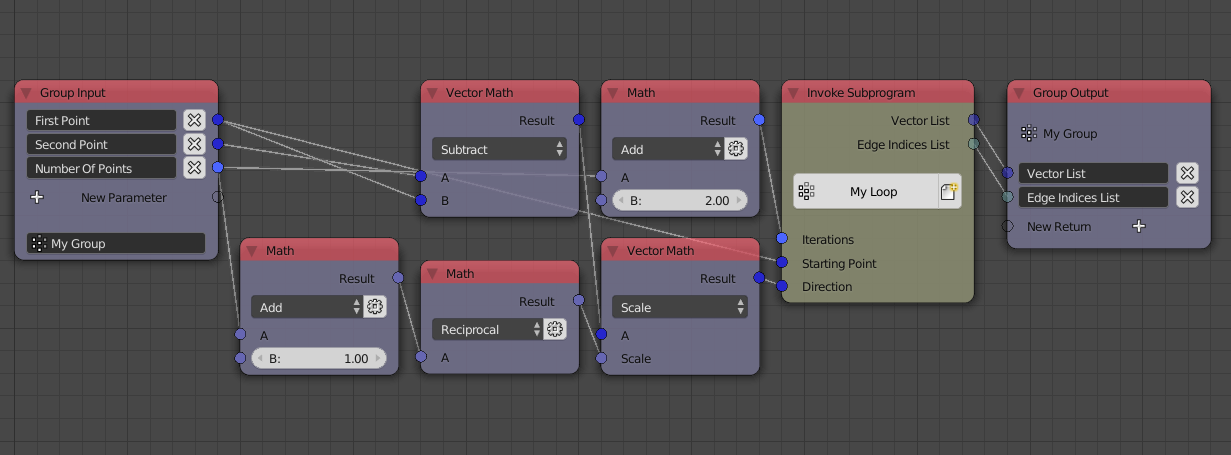 Group Input
First Point
Second Point
Number Of Points
New Parameter
My Group
Math
Result
Add
A
B: 1.00
Vector Math
Result
Subtract
A
B
Math
Result
Reciprocal
A
Math
Result
Add
A
B: 2.00
Vector Math
Result
Scale
A
Scale
Invoke Subprogram
Vector List
Edge Indices List
My Loop
Iterations
Starting Point
Direction
Group Output
My Group
Vector List
Edge Indices List
New Return